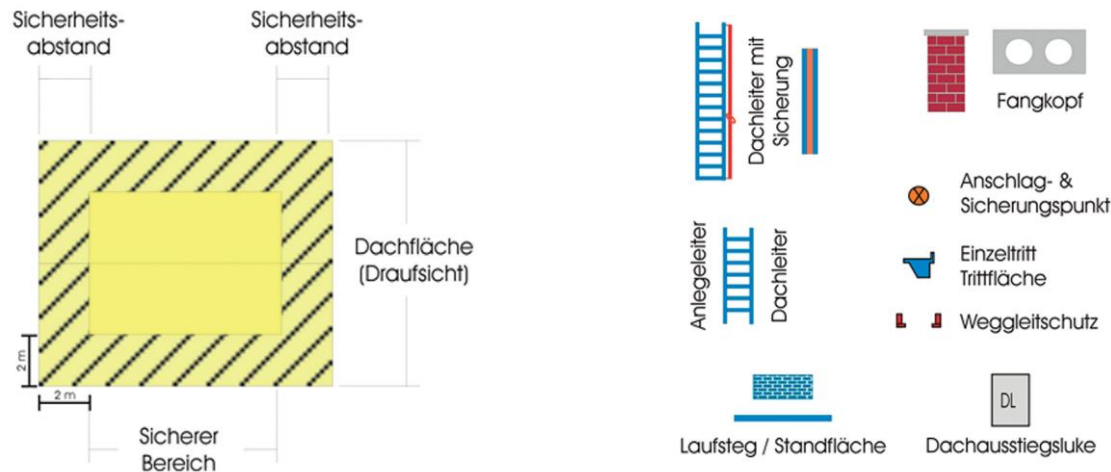 Sicherheits-
abstand
Sicherheits-
abstand
Dachfläche
(Draufsicht)
2 m
2 m
Sicherer
Bereich
Dachleiter mit
Sicherung
Anlegeleiter
Dachleiter
Laufsteg / Standfläche
Fangkopf
Anschlag- &
Sicherungspunkt
Einzeltritt
Trittfläche
Weggleitschutz
DL
Dachausstiegsluke